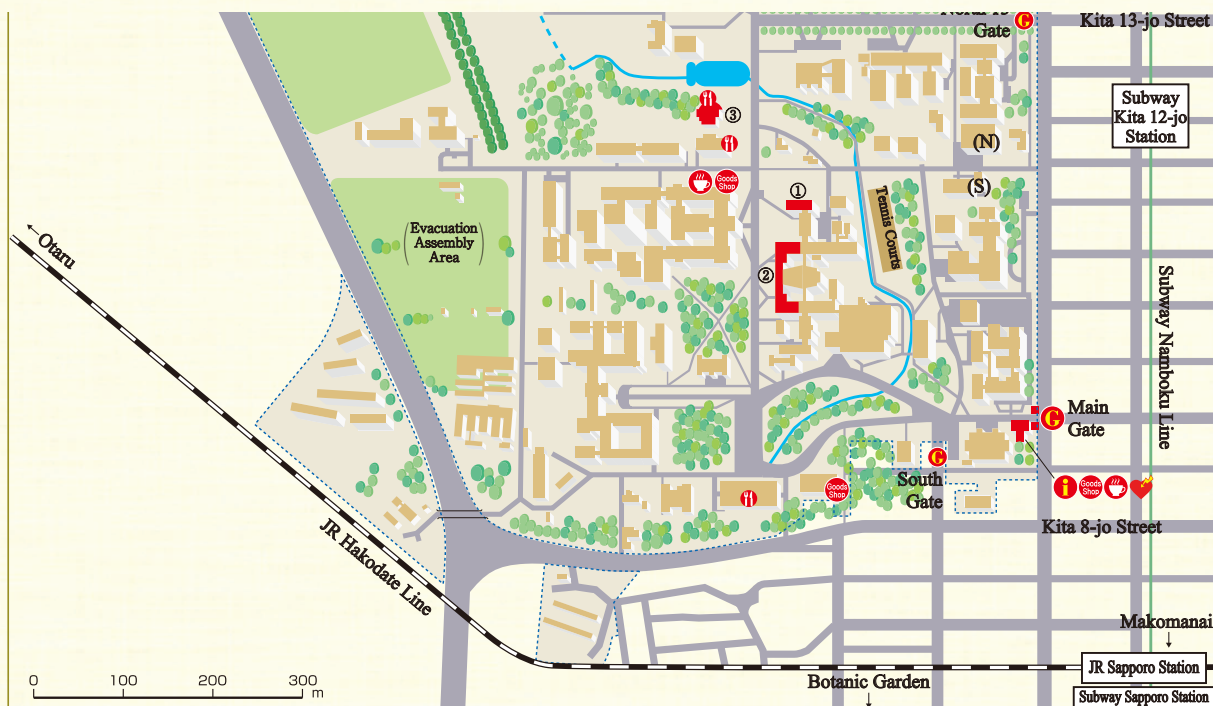 Gate
G
Kita 13-jo Street
Subway
Kita 12-jo
Station
③
(N)
Goods
Shop
(S)
①
Tennis Courts
(Evacuation
Assembly
Area)
②
Otaru
Subway Namboku Line
G
Main
Gate
G
South
Gate
Goods
Shop
i
Goods
Shop
Kita 8-jo Street
JR Hakodate Line
Makomanai
JR Sapporo Station
Botanic Garden
Subway Sapporo Station
0
100
200
300
m